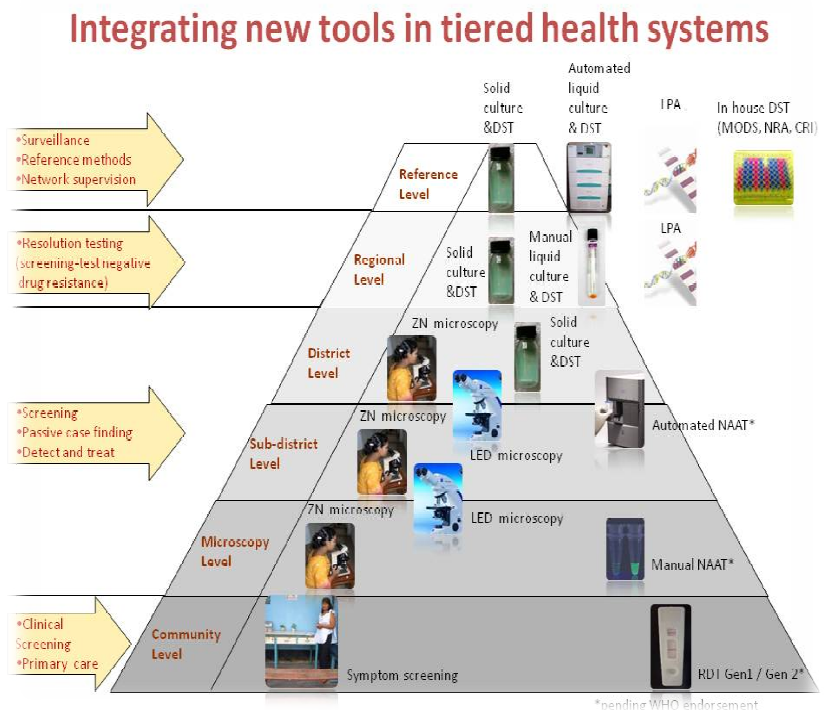 Integrating new tools in tiered health systems
Solid
culture
&DST
Automated
liquid
culture
& DST
LPA
In house DST
(MODS, NRA, CRI)
•Surveillance
•Reference methods
•Network supervision
Reference
Level
•Resolution testing
(screening-test negative
drug resistance)
Regional
Level
Solid
culture
&DST
Manual
liquid
culture
& DST
LPA
District
Level
ZN microscopy
Solid
culture
&DST
•Screening
•Passive case finding
•Detect and treat
Sub-district
Level
ZN microscopy
LED microscopy
Automated NAAT*
Microscopy
Level
ZN microscopy
LED microscopy
Manual NAAT*
•Clinical
Screening
•Primary care
Community
Level
Symptom screening
RDT Gen1 / Gen 2*
*pending WHO endorsement